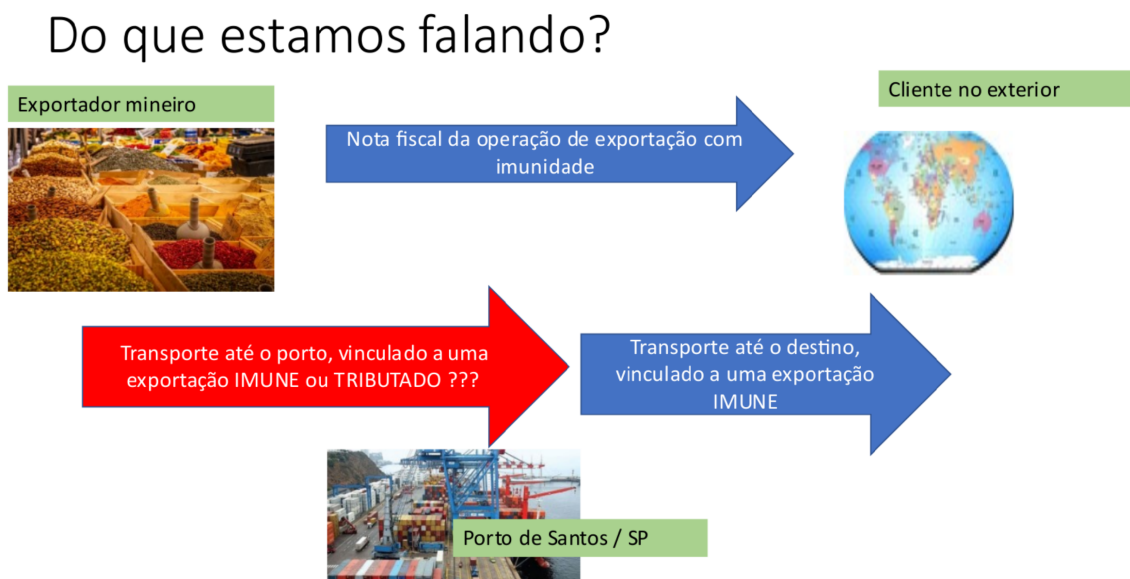 Do que estamos falando?
Exportador mineiro
Cliente no exterior
Nota fiscal da operação de exportação com
imunidade
Transporte até o porto, vinculado a uma
exportação IMUNE ou TRIBUTADO ???
Transporte até o destino,
vinculado a uma exportação
IMUNE
Porto de Santos / SP